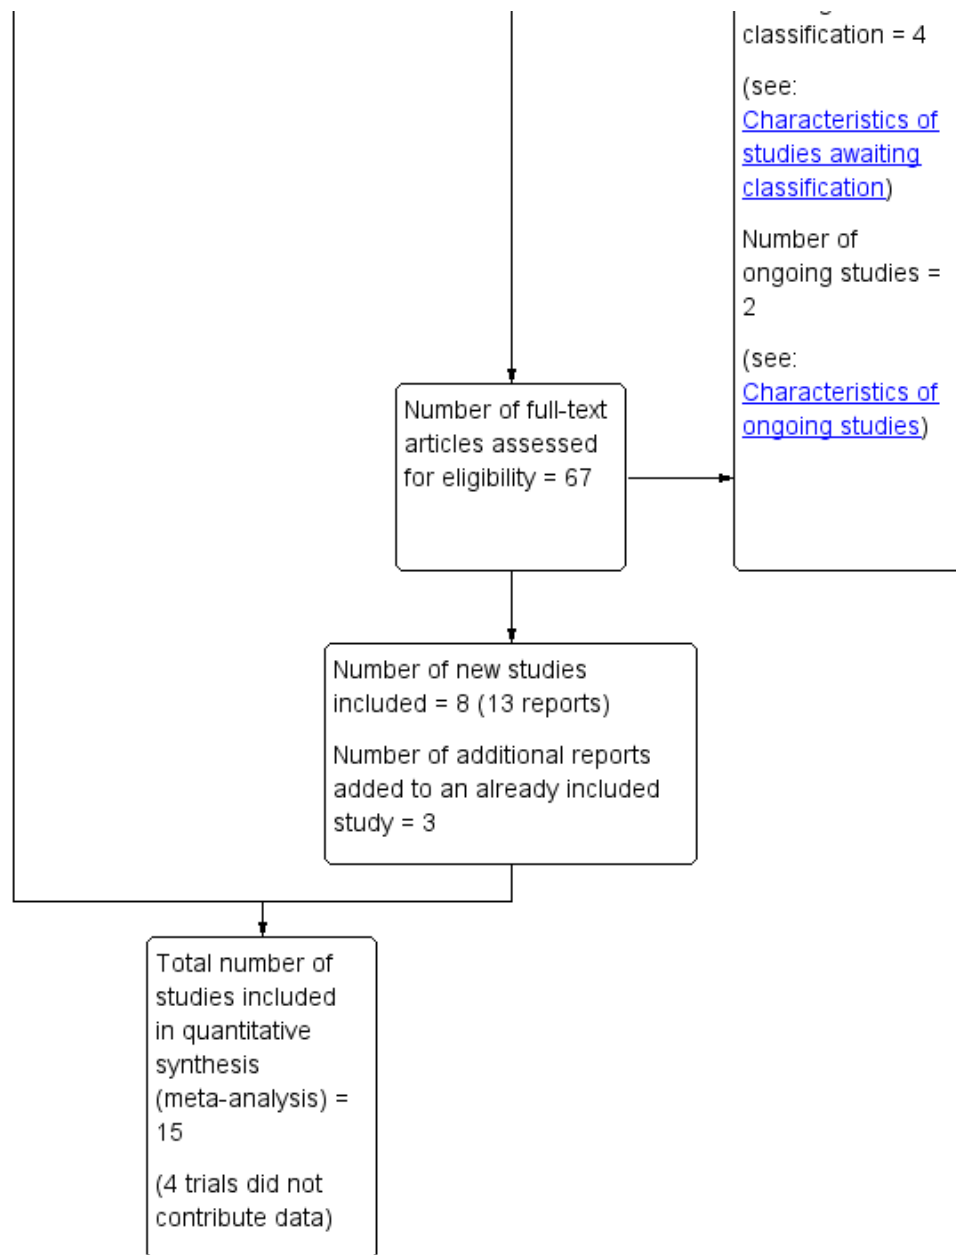 classification = 4
(see:
Characteristics of
studies awaiting
classification)
Number of
ongoing studies =
2
(see:
Characteristics of
ongoing studies)
Number of full-text
articles assessed
for eligibility = 67
Number of new studies
included = 8 (13 reports)
Number of additional reports
added to an already included
study = 3
Total number of
studies included
in quantitative
synthesis
(meta-analysis) =
15
(4 trials did not
contribute data)